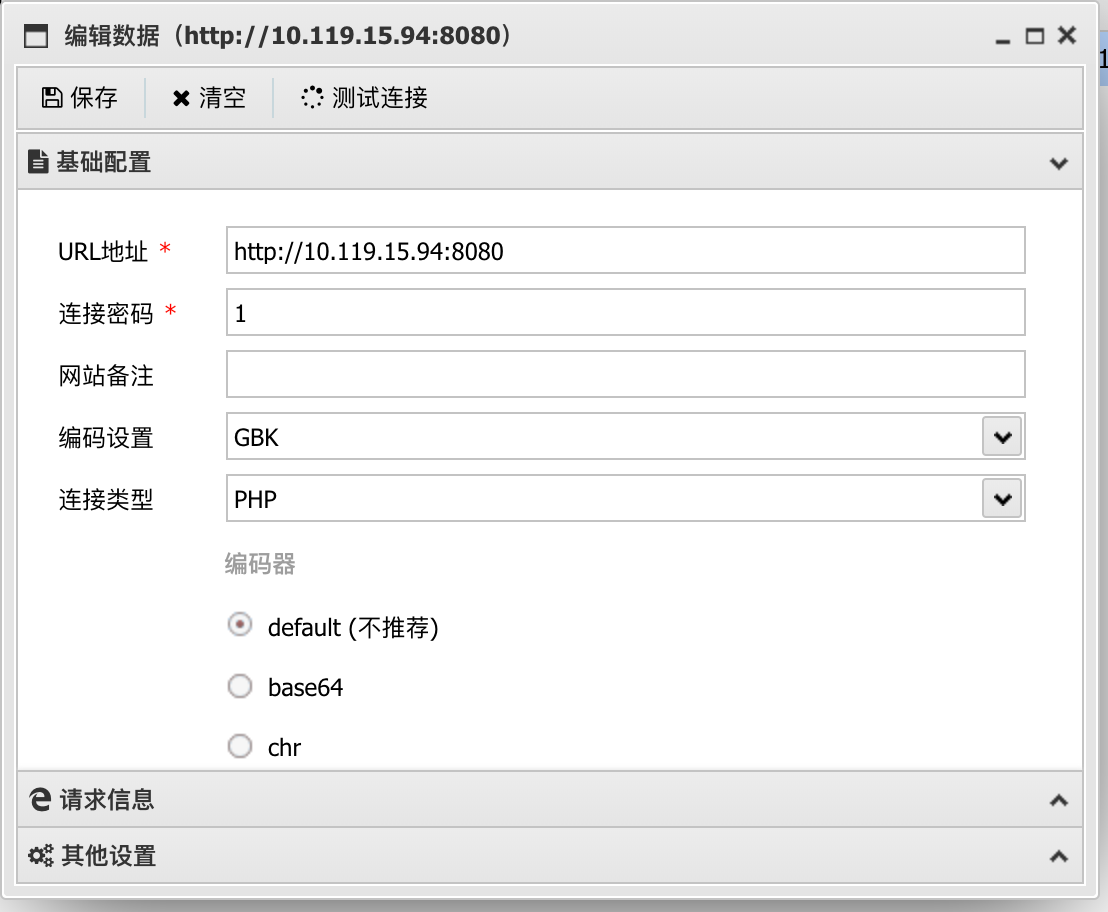 编辑数据（http://10.119.15.94:8080）
保存 清空 测试连接
基础配置
URL地址 * http://10.119.15.94:8080
连接密码 * 1
网站备注
编码设置 GBK
连接类型 PHP
编码器
default (不推荐)
base64
chr
请求信息
其他设置